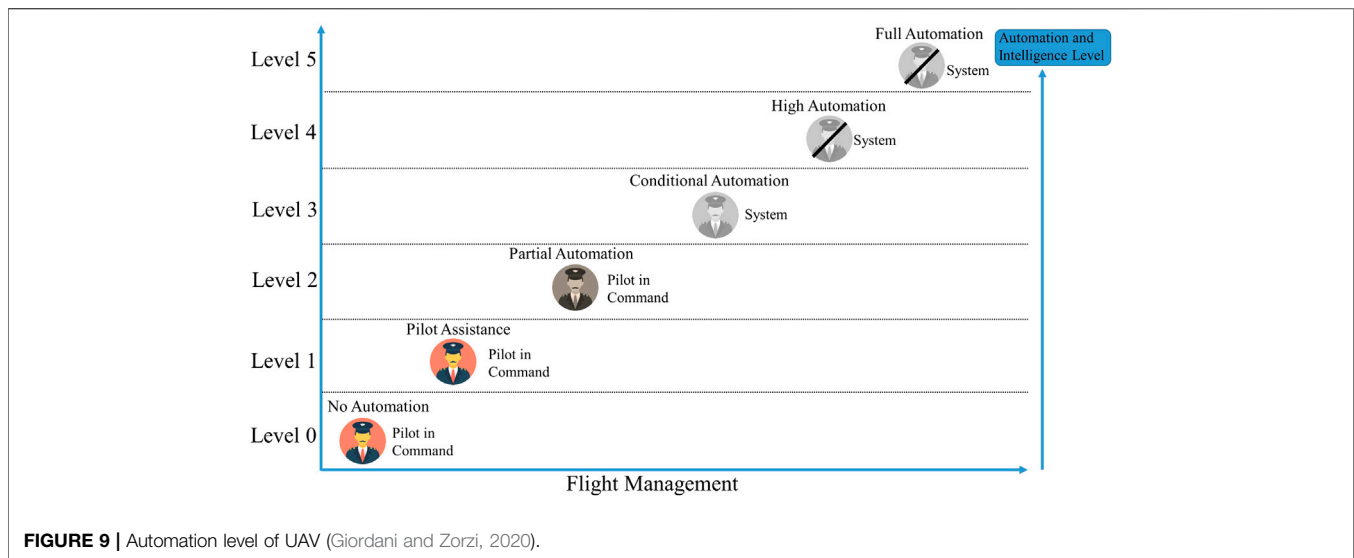 Full Automation
Level 5
System
Automation and
Intelligence Level
High Automation
Level 4
System
Conditional Automation
Level 3
System
Partial Automation
Level 2
Pilot in
Command
Pilot Assistance
Level 1
Pilot in
Command
No Automation
Level 0
Pilot in
Command
Flight Management
FIGURE 9 | Automation level of UAV (Giordani and Zorzi, 2020).